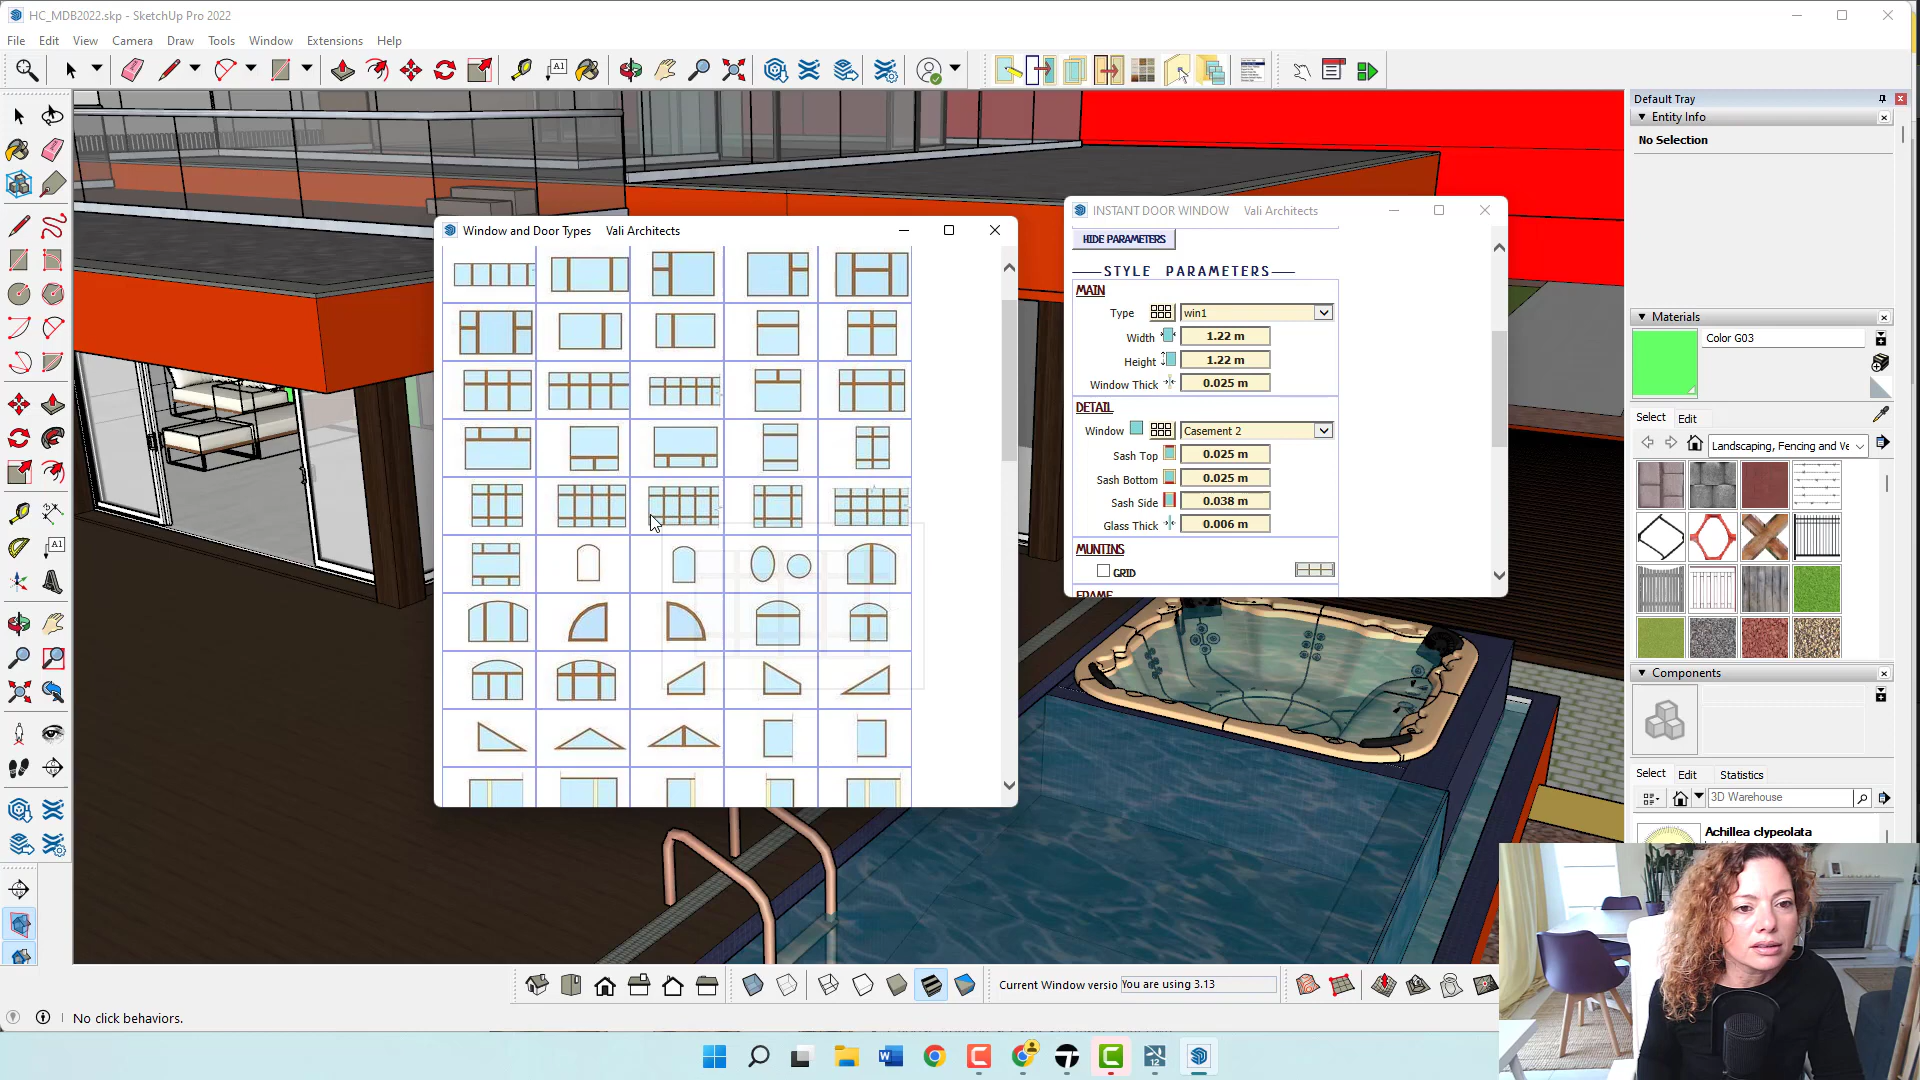 HC_MDB2022.skp - SketchUp Pro 2022
File Edit View Camera Draw Tools Window Extensions Help
A1
Default Tray
Entity Info
No Selection
Window and Door Types Vali Architects
INSTANT DOOR WINDOW Vali Architects
HIDE PARAMETERS
STYLE PARAMETERS
MAIN
Type win1
Width 1.22 m
Height 1.22 m
Window Thick 0.025 m
DETAIL
Window Casement 2
Sash Top 0.025 m
Sash Bottom 0.025 m
Sash Side 0.038 m
Glass Thick 0.006 m
MUNTINS
GRID
FRAME
Materials
Color G03
Select Edit
Landscaping, Fencing and Ve
A1
Components
Select Edit Statistics
3D Warehouse
Achillea clypeolata
Current Window versio You are using 3.13
No click behaviors.